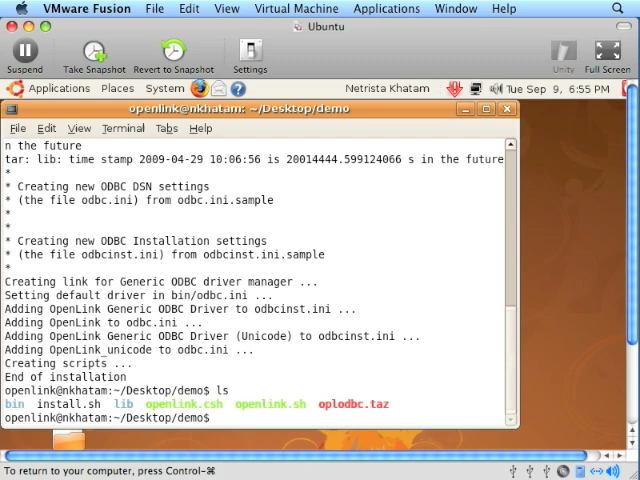 VMware Fusion File Edit View Virtual Machine Applications Window Help
Ubuntu
Suspend Take Snapshot Revert to Snapshot Settings Unity Full Screen
Applications Places System Netrista Khatam Tue Sep 9, 6:55 PM
openlink@nkhatam: ~/Desktop/demo
File Edit View Terminal Tabs Help
n the future
tar: lib: time stamp 2009-04-29 10:06:56 is 20014444.599124066 s in the future
*
* Creating new ODBC DSN settings
* (the file odbc.ini) from odbc.ini.sample
*
*
* Creating new ODBC Installation settings
* (the file odbcinst.ini) from odbcinst.ini.sample
*
Creating link for Generic ODBC driver manager ...
Setting default driver in bin/odbc.ini ...
Adding OpenLink Generic ODBC Driver to odbcinst.ini ...
Adding OpenLink to odbc.ini ...
Adding OpenLink Generic ODBC Driver (Unicode) to odbcinst.ini ...
Adding OpenLink_unicode to odbc.ini ...
Creating scripts ...
End of installation
openlink@nkhatam:~/Desktop/demo$ ls
bin install.sh lib openlink.csh openlink.sh oplodbc.taz
openlink@nkhatam:~/Desktop/demo$
To return to your computer, press Control-⌘